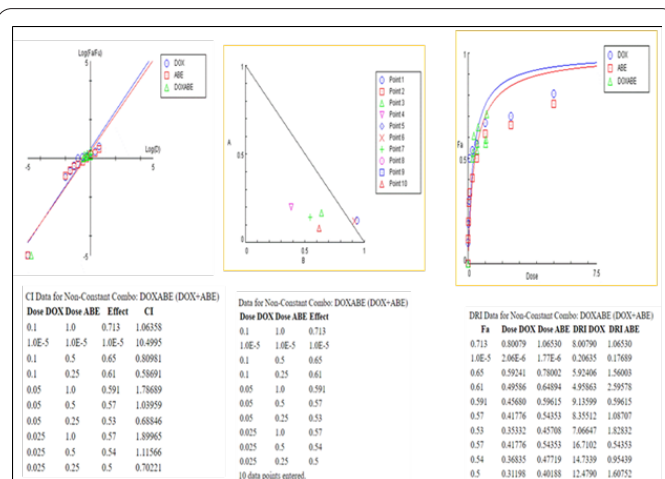 Log(Fa/Fu)
5
DOX
ABE
DOXABE
Log(D)
-5
5
-5
1
A
0.5
0
0
0.5
1
B
Point 1
Point 2
Point 3
Point 4
Point 5
Point 6
Point 7
Point 8
Point 9
Point 10
1
Fa
0.5
0
Dose
7.5
DOX
ABE
DOXABE
CI Data for Non-Constant Combo: DOXABE (DOX+ABE)
Dose DOX Dose ABE Effect CI
0.1 1.0 0.713 1.06358
1.0E-5 1.0E-5 1.0E-5 10.4995
0.1 0.5 0.65 0.80981
0.1 0.25 0.61 0.58691
0.05 1.0 0.591 1.78689
0.05 0.5 0.57 1.03959
0.05 0.25 0.53 0.68846
0.025 1.0 0.57 1.89965
0.025 0.5 0.54 1.11566
0.025 0.25 0.5 0.70221
Data for Non-Constant Combo: DOXABE (DOX+ABE)
Dose DOX Dose ABE Effect
0.1 1.0 0.713
1.0E-5 1.0E-5 1.0E-5
0.1 0.5 0.65
0.1 0.25 0.61
0.05 1.0 0.591
0.05 0.5 0.57
0.05 0.25 0.53
0.025 1.0 0.57
0.025 0.5 0.54
0.025 0.25 0.5
10 data points entered.
DRI Data for Non-Constant Combo: DOXABE (DOX+ABE)
Fa Dose DOX Dose ABE DRI DOX DRI ABE
0.713 0.80079 1.06530 8.00790 1.06530
1.0E-5 2.06E-6 1.77E-6 0.20635 0.17689
0.65 0.59241 0.78002 5.92406 1.56003
0.61 0.49586 0.64894 4.95863 2.59578
0.591 0.45680 0.59615 9.13599 0.59615
0.57 0.41776 0.54353 8.35512 1.08707
0.53 0.35332 0.45708 7.06647 1.82832
0.57 0.41776 0.54353 16.7102 0.54353
0.54 0.36835 0.47719 14.7339 0.95439
0.5 0.31198 0.40188 12.4790 1.60752